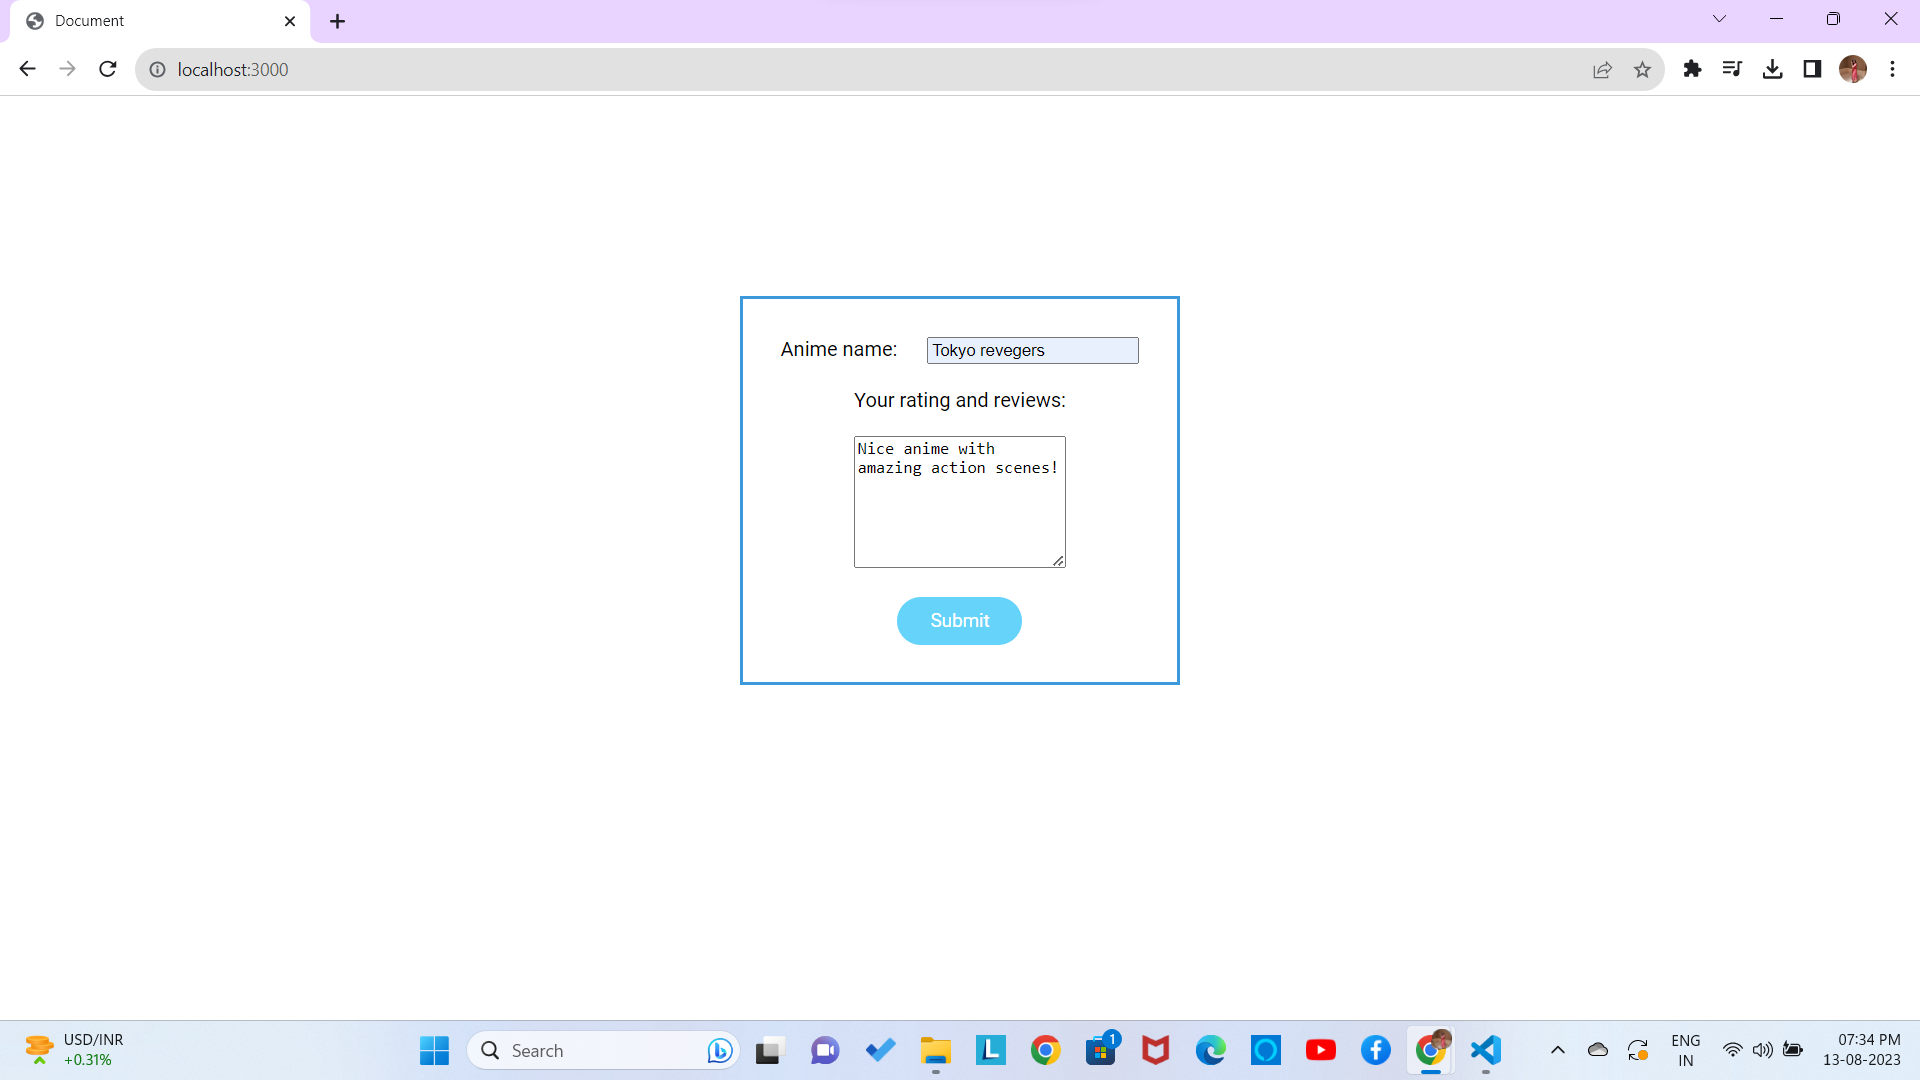 Document
localhost:3000
Anime name:
Tokyo revegers
Your rating and reviews:
Nice anime with
amazing action scenes!
Submit
USD/INR
+0.31%
Search
L
1
ENG
IN
07:34 PM
13-08-2023